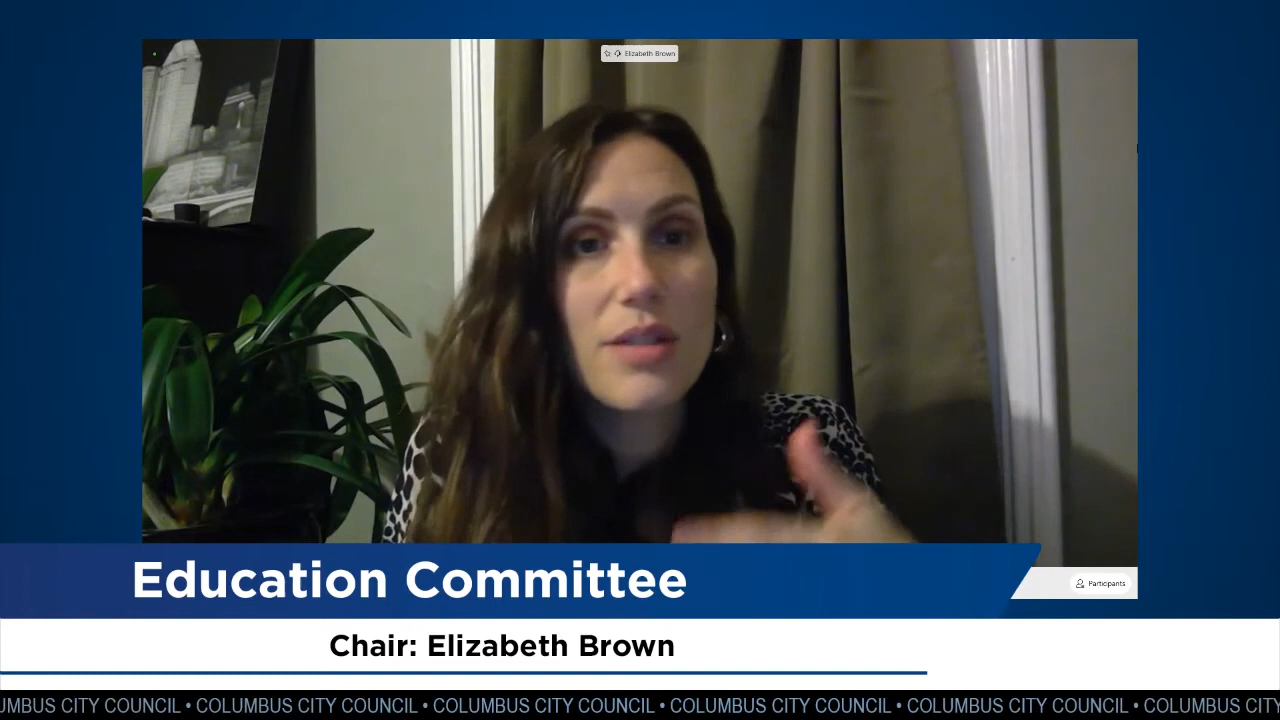 Elizabeth Brown
Education Committee
Participants
Chair: Elizabeth Brown
UMBUS CITY COUNCIL • COLUMBUS CITY COUNCIL • COLUMBUS CITY COUNCIL • COLUMBUS CITY COUNCIL • COLUMBUS CITY COUNCIL • COLUMBUS CITY